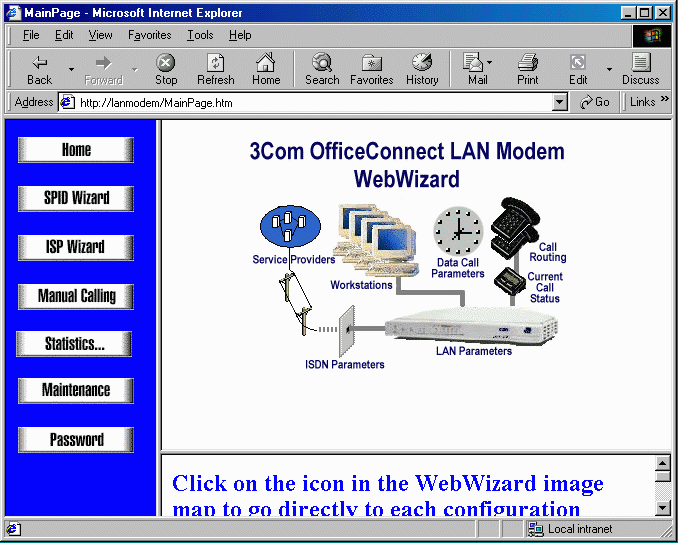 MainPage - Microsoft Internet Explorer
File Edit View Favorites Tools Help
Back Forward Stop Refresh Home Search Favorites History Mail Print Edit Discuss
Address http://lanmodem/MainPage.htm Go Links »
Home
SPID Wizard
ISP Wizard
Manual Calling
Statistics...
Maintenance
Password
3Com OfficeConnect LAN Modem
WebWizard
Service Providers
Workstations
Data Call
Parameters
Call
Routing
Current
Call
Status
LAN Parameters
ISDN Parameters
Click on the icon in the WebWizard image
map to go directly to each configuration
Local intranet